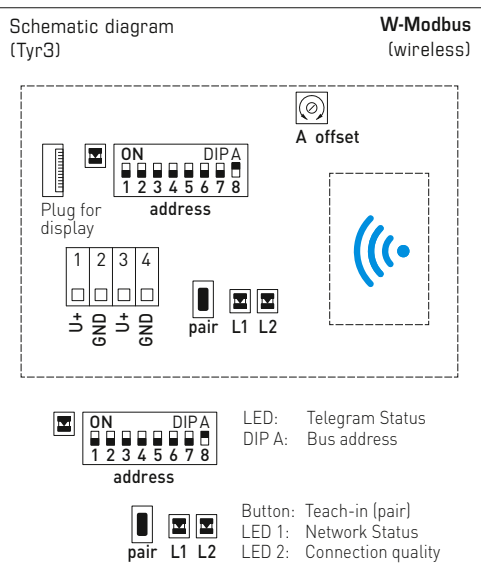 Schematic diagram
(Tyr3)
W-Modbus
(wireless)
A offset
ON DIP A
1 2 3 4 5 6 7 8
address
Plug for
display
1 2 3 4
U+ GND U+ GND
pair L1 L2
ON DIP A
1 2 3 4 5 6 7 8
address
LED: Telegram Status
DIP A: Bus address
pair L1 L2
Button: Teach-in (pair)
LED 1: Network Status
LED 2: Connection quality